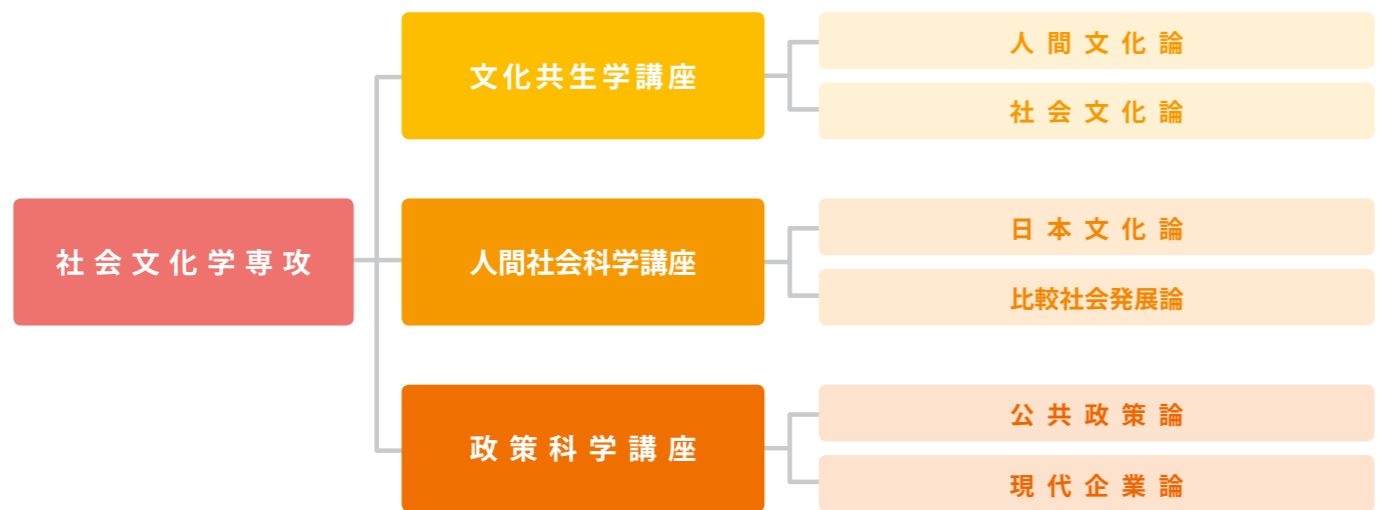 社会文化学専攻
文化共生学講座
人間文化論
社会文化論
人間社会科学講座
日本文化論
比較社会発展論
政策科学講座
公共政策論
現代企業論